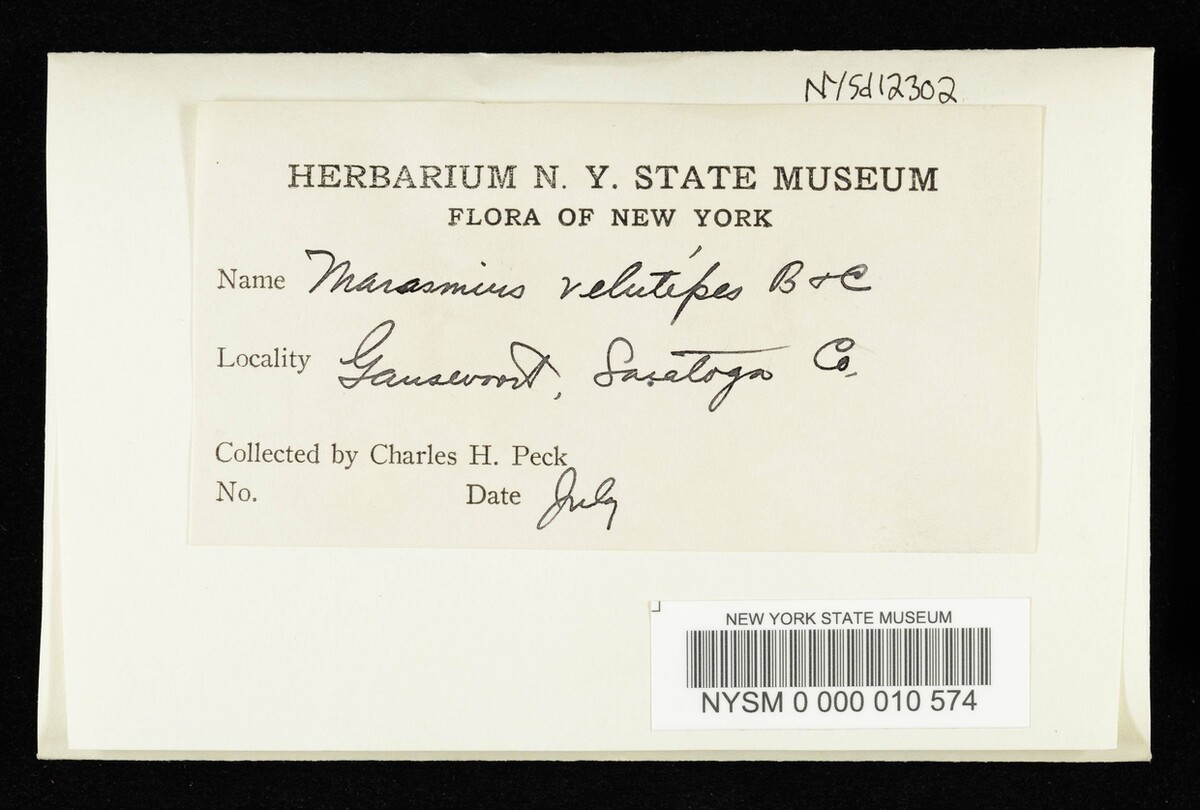 NYSd12302
HERBARIUM N. Y. STATE MUSEUM
FLORA OF NEW YORK
Name Marasmius velutipes B & C
Locality Gansevoort, Saratoga Co.
Collected by Charles H. Peck
No. Date July
NEW YORK STATE MUSEUM
NYSM 0 000 010 574